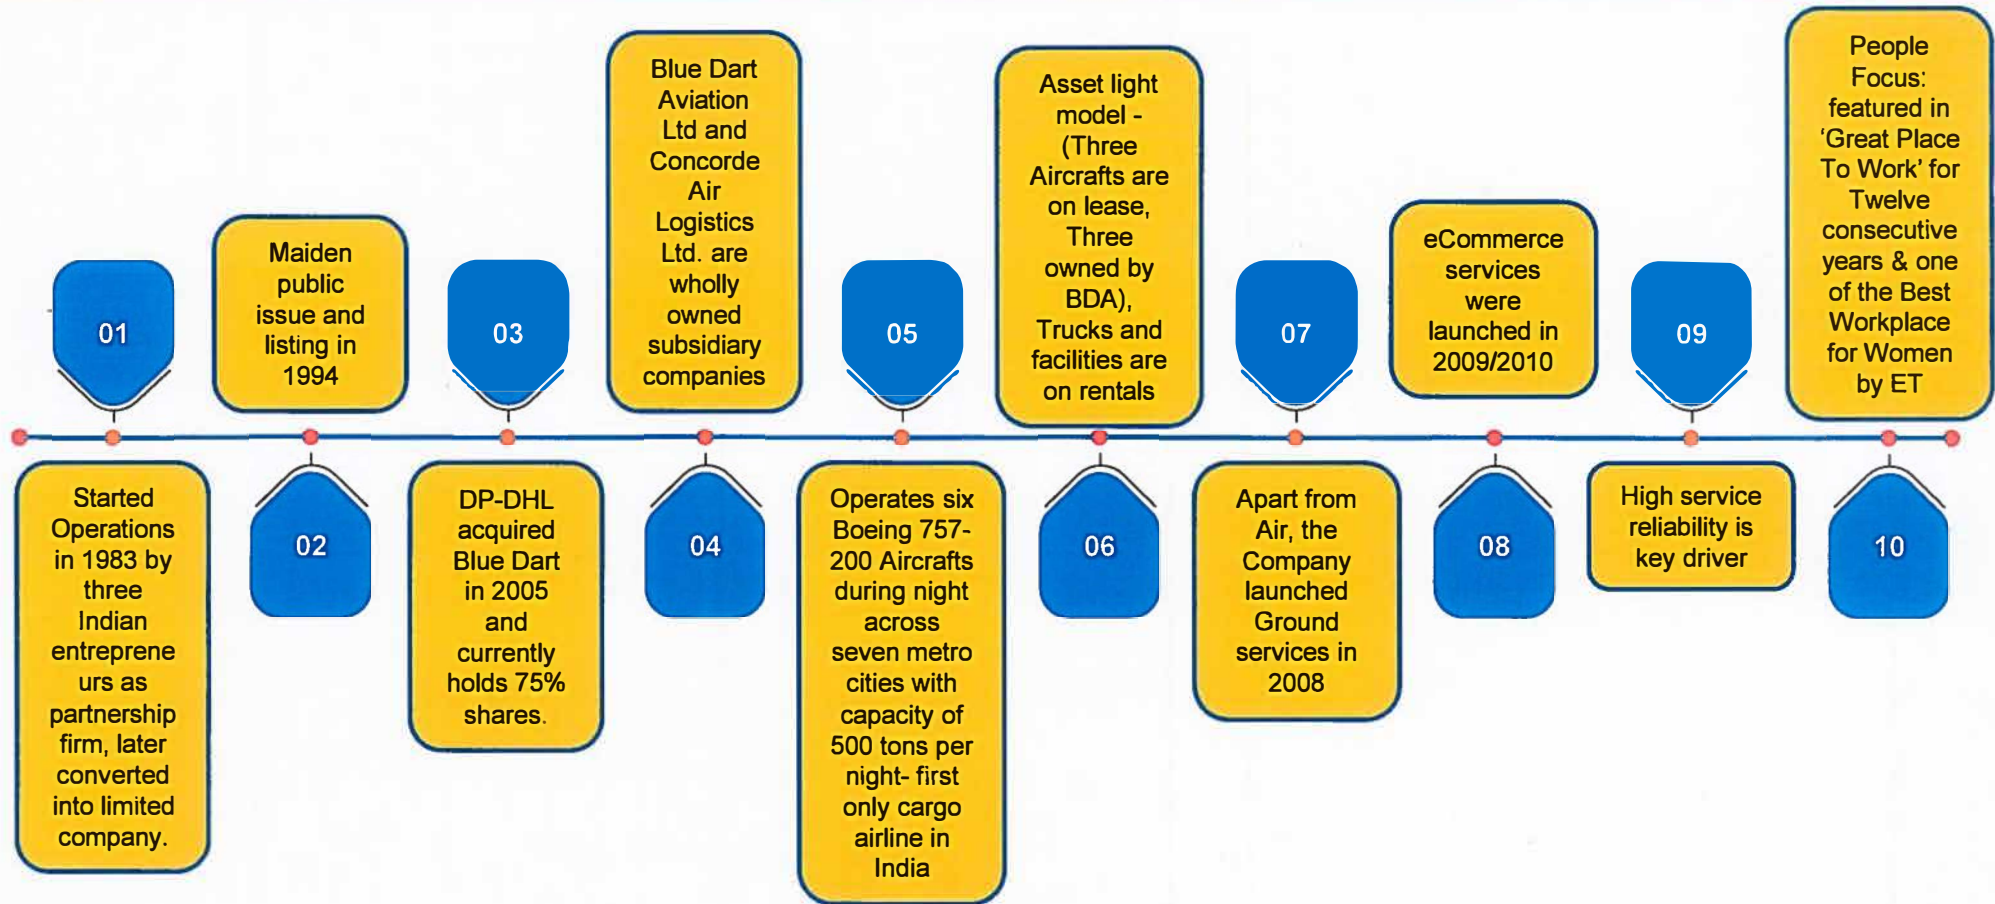 01
Started
Operations
in 1983 by
three
Indian
entreprene
urs as
partnership
firm, later
converted
into limited
company.
Maiden
public
issue and
listing in
1994
02
03
DP-DHL
acquired
Blue Dart
in 2005
and
currently
holds 75%
shares.
Blue Dart
Aviation
Ltd and
Concorde
Air
Logistics
Ltd. are
wholly
owned
subsidiary
companies
04
05
Operates six
Boeing 757-
200 Aircrafts
during night
across
seven metro
cities with
capacity of
500 tons per
night- first
only cargo
airline in
India
Asset light
model -
(Three
Aircrafts are
on lease,
Three
owned by
BDA),
Trucks and
facilities are
on rentals
06
07
Apart from
Air, the
Company
launched
Ground
services in
2008
eCommerce
services
were
launched in
2009/2010
08
09
High service
reliability is
key driver
People
Focus:
featured in
‘Great Place
To Work’ for
Twelve
consecutive
years & one
of the Best
Workplace
for Women
by ET
10